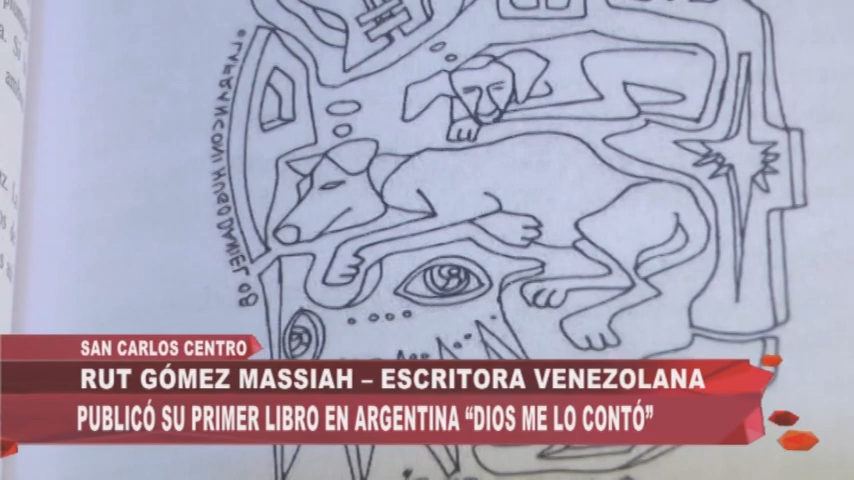 SAN CARLOS CENTRO
RUT GÓMEZ MASSIAH – ESCRITORA VENEZOLANA
PUBLICÓ SU PRIMER LIBRO EN ARGENTINA “DIOS ME LO CONTÓ”